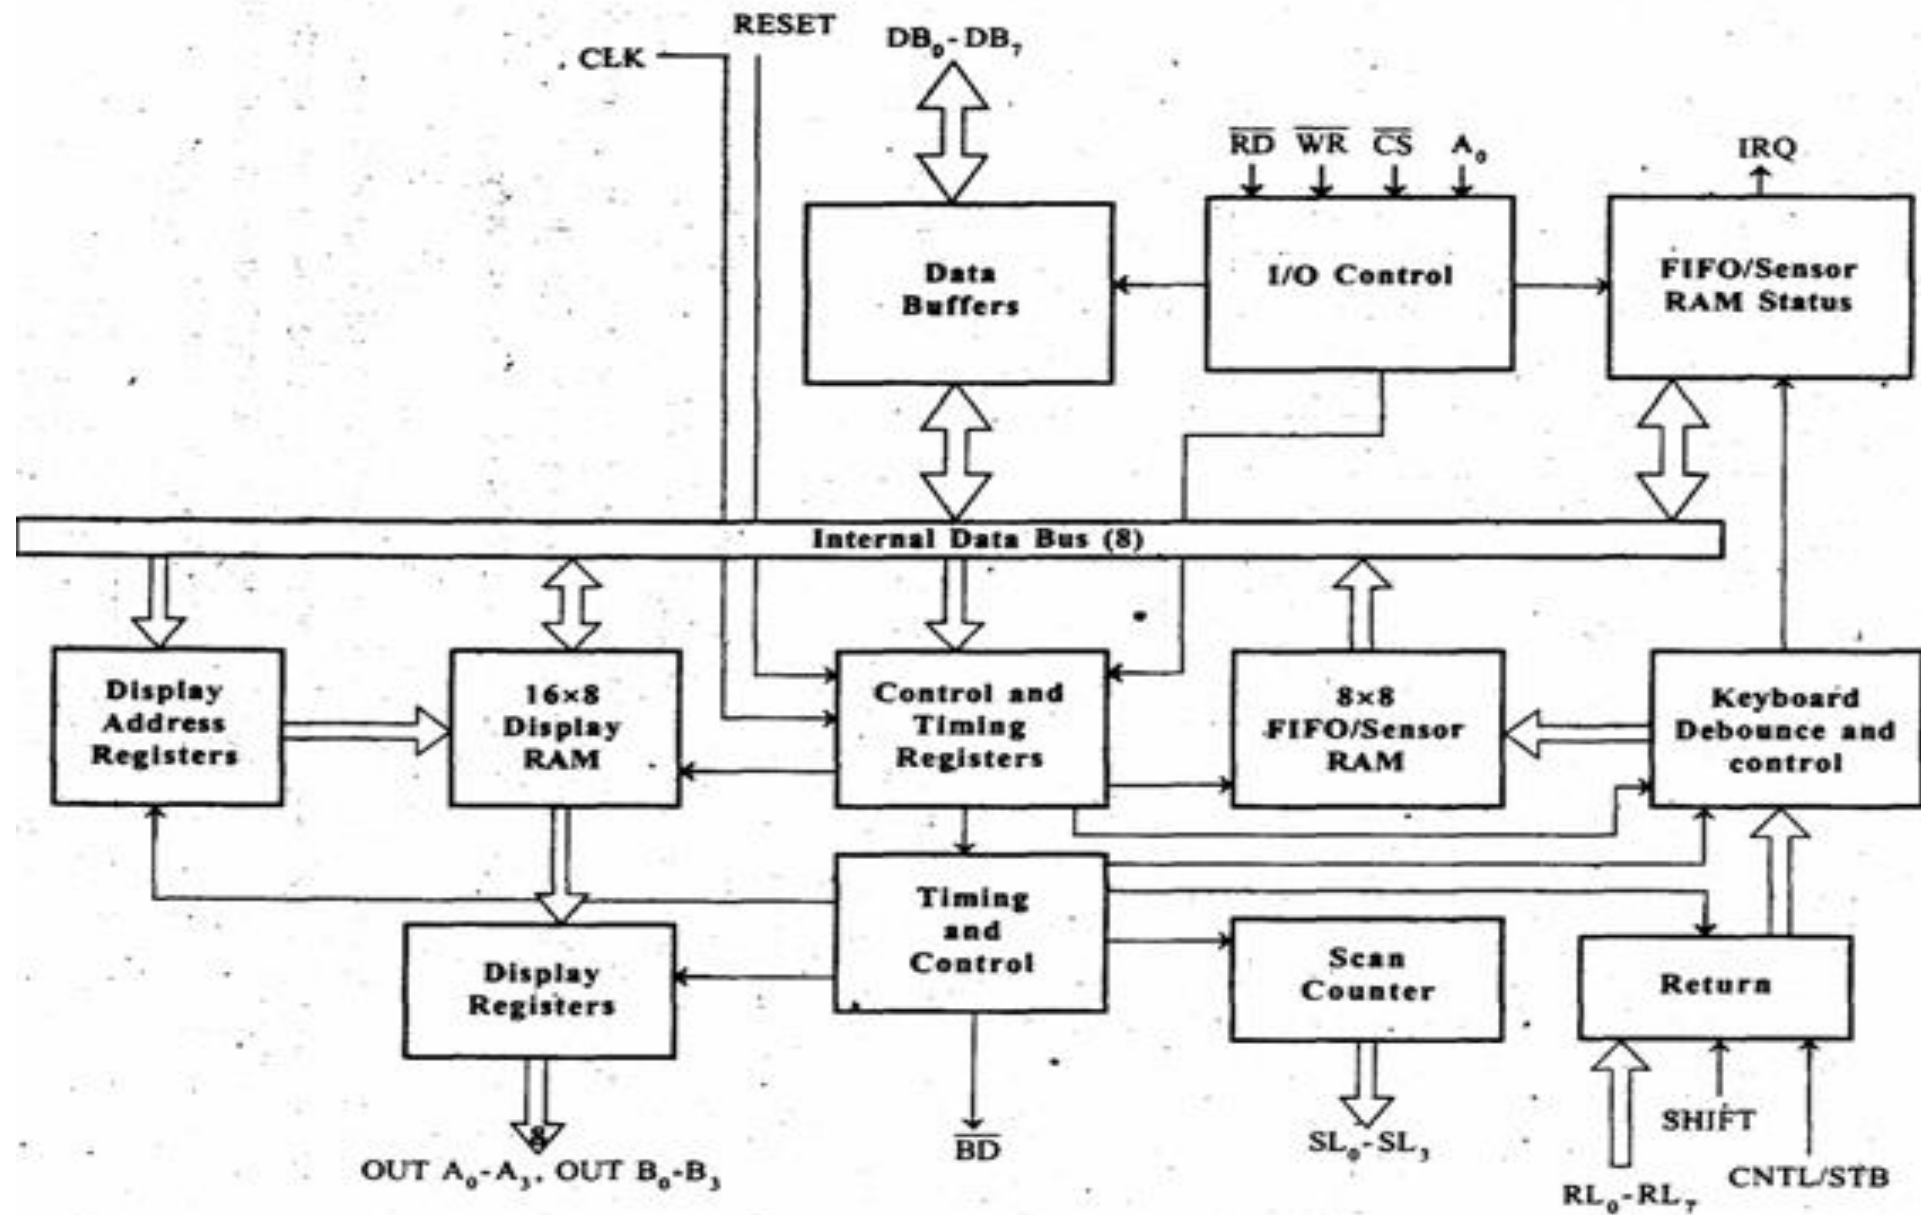 RESET
CLK
DB₀-DB₇
RD WR CS A₀
IRQ
Data
Buffers
I/O Control
FIFO/Sensor
RAM Status
Internal Data Bus (8)
Display
Address
Registers
16×8
Display
RAM
Control and
Timing
Registers
8×8
FIFO/Sensor
RAM
Keyboard
Debounce and
control
Timing
and
Control
Display
Registers
Scan
Counter
Return
8
OUT A₀-A₃, OUT B₀-B₃
BD
SL₀-SL₃
SHIFT
CNTL/STB
RL₀-RL₇